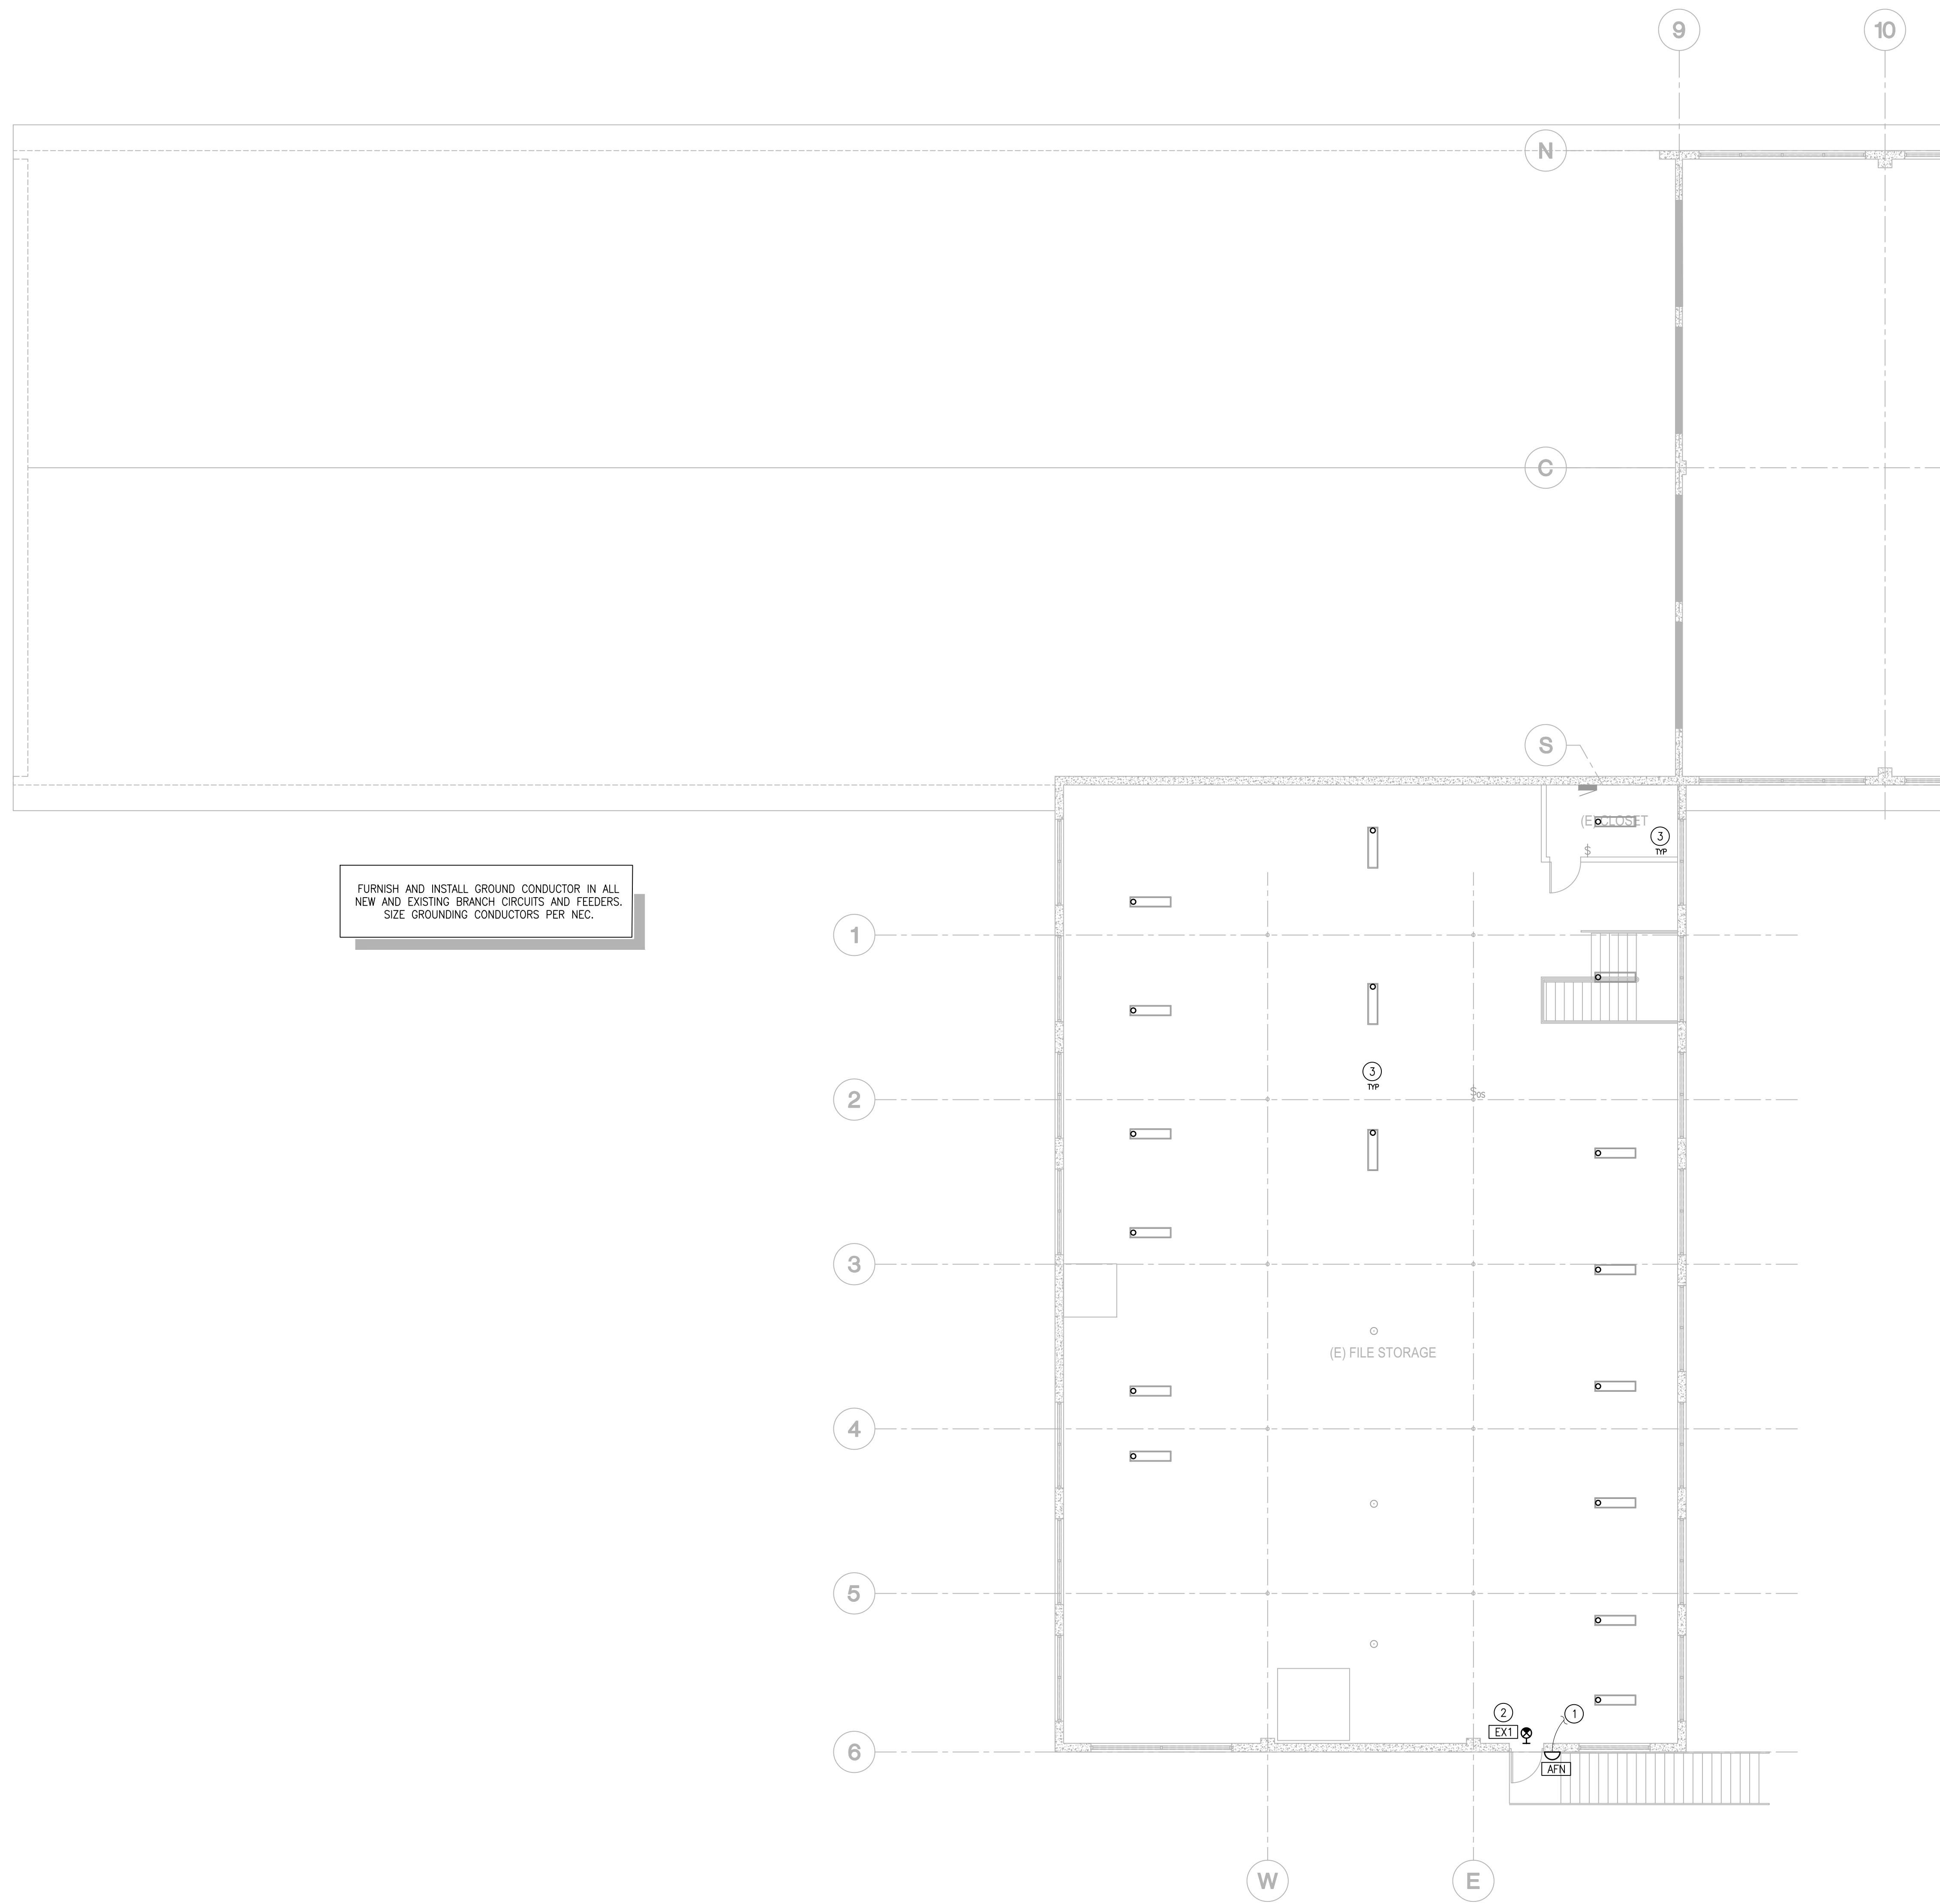 9
10
N
C
S
(E) CLOSET
3
TYP
$
FURNISH AND INSTALL GROUND CONDUCTOR IN ALL
NEW AND EXISTING BRANCH CIRCUITS AND FEEDERS.
SIZE GROUNDING CONDUCTORS PER NEC.
1
3
TYP
2
$OS
3
(E) FILE STORAGE
4
5
2
1
EX1
6
AFN
W
E